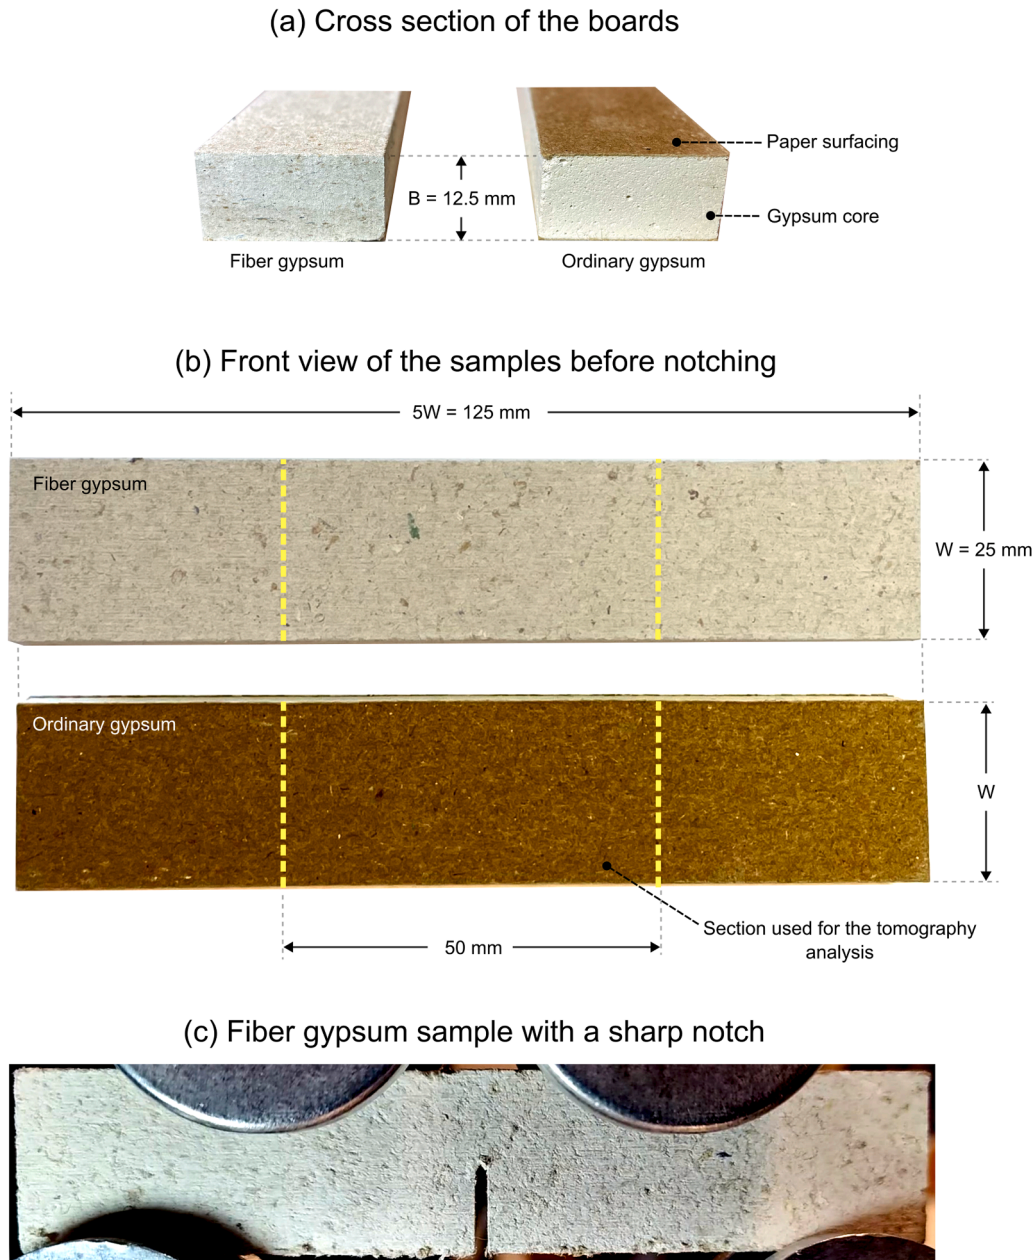 (a) Cross section of the boards
Paper surfacing
B = 12.5 mm
Gypsum core
Fiber gypsum
Ordinary gypsum
(b) Front view of the samples before notching
5W = 125 mm
Fiber gypsum
W = 25 mm
Ordinary gypsum
W
Section used for the tomography
analysis
50 mm
(c) Fiber gypsum sample with a sharp notch